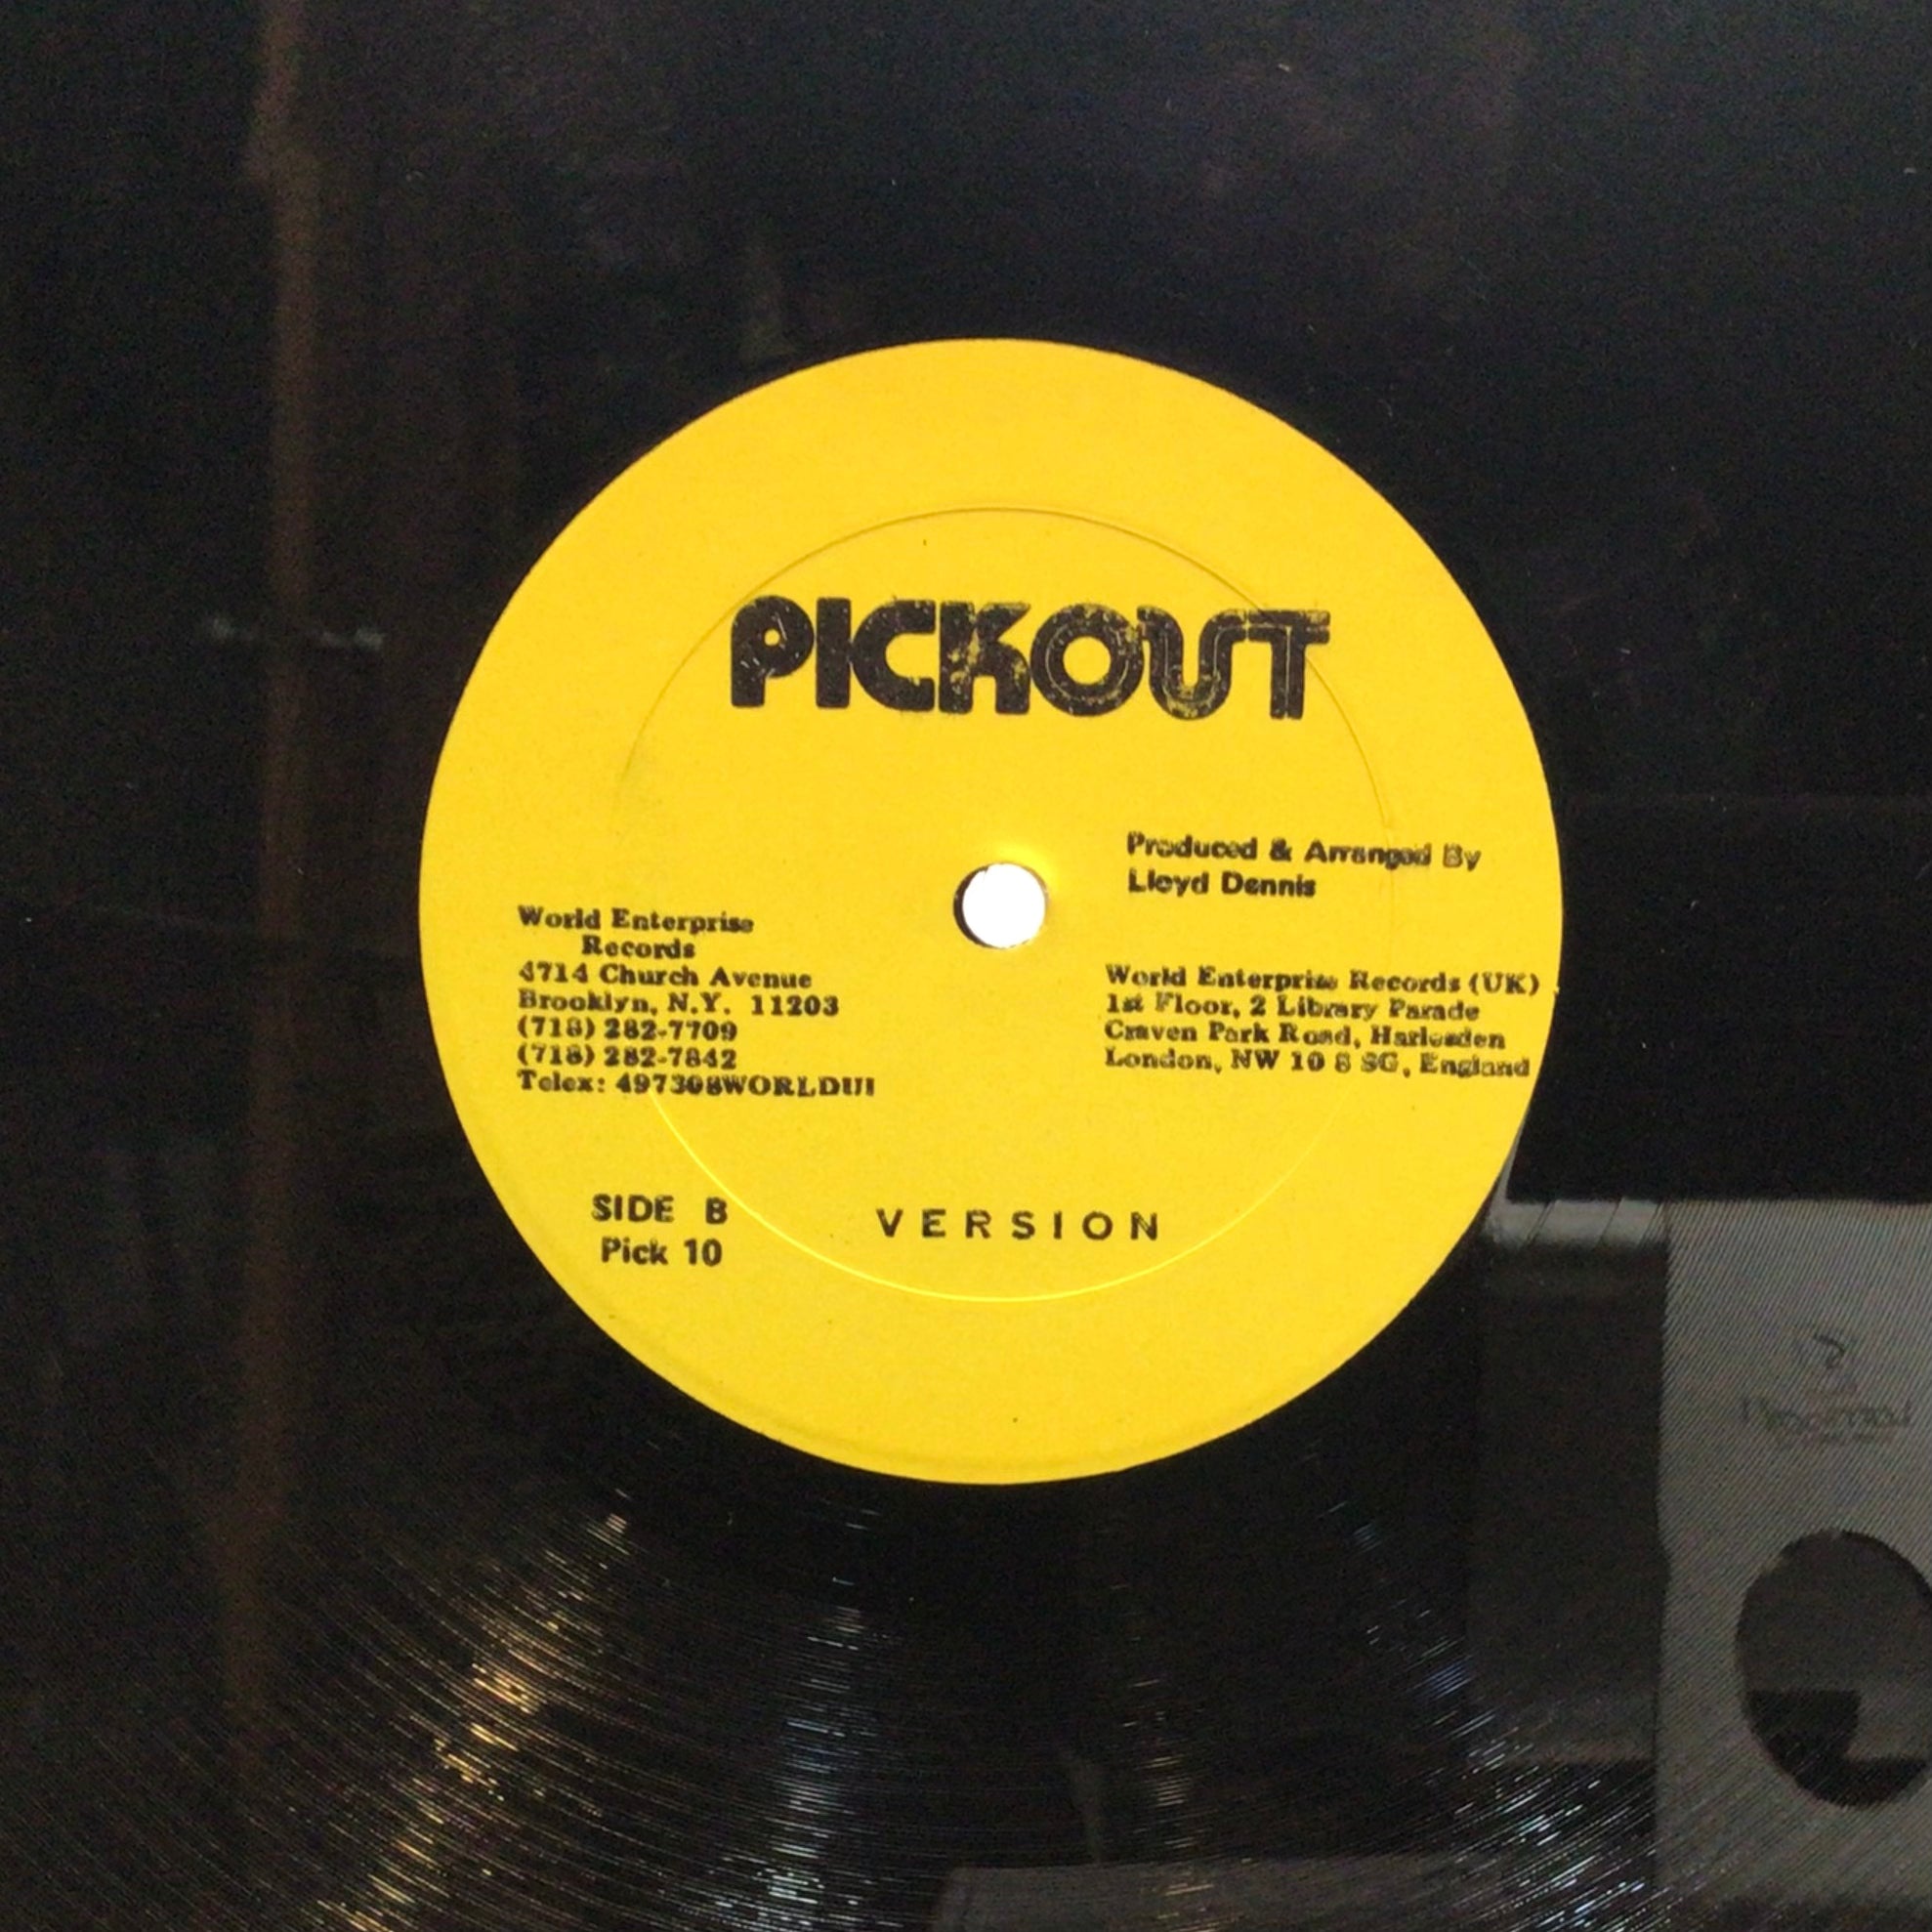 PICKOUT
Produced & Arranged By
Lloyd Dennis
World Enterprise
Records
4714 Church Avenue
Brooklyn, N.Y. 11203
(718) 282-7709
(718) 282-7842
Telex: 497308WORLDUI
World Enterprise Records (UK)
1st Floor, 2 Library Parade
Craven Park Road, Harlesden
London, NW 10 8 SG, England
SIDE B
Pick 10
VERSION